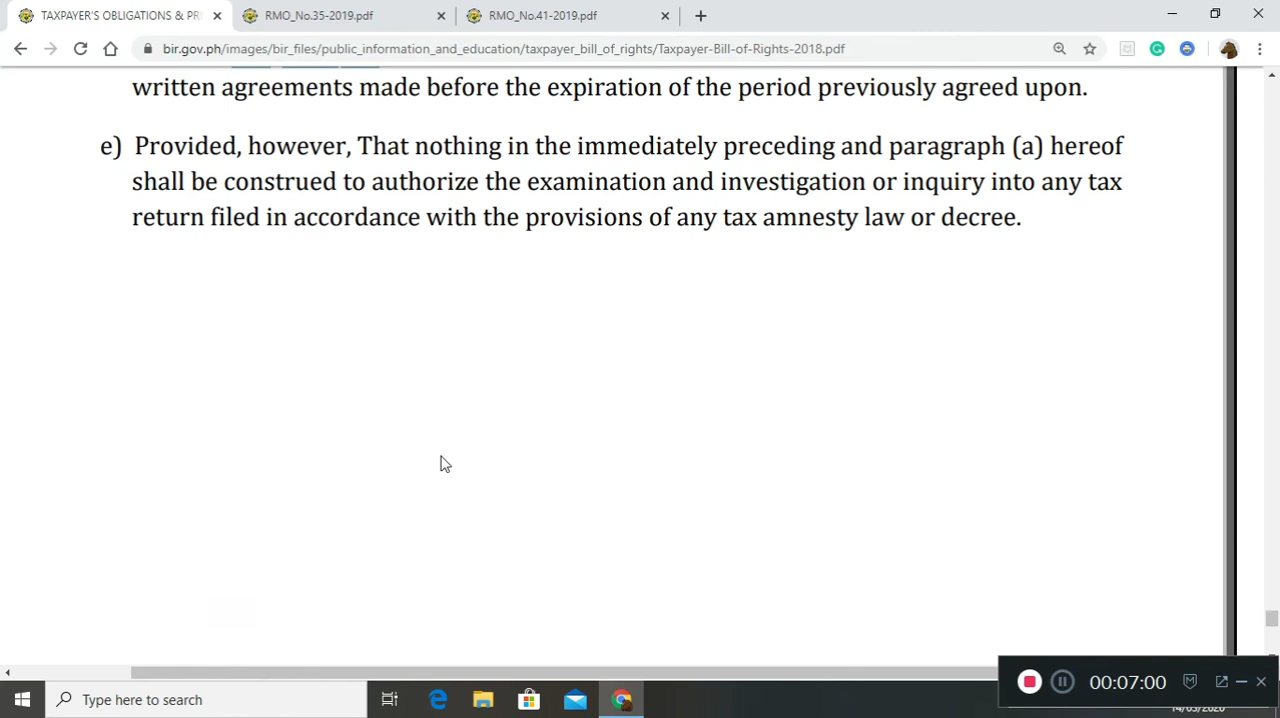 TAXPAYER'S OBLIGATIONS & PR
RMO_No.35-2019.pdf
RMO_No.41-2019.pdf
bir.gov.ph/images/bir_files/public_information_and_education/taxpayer_bill_of_rights/Taxpayer-Bill-of-Rights-2018.pdf
written agreements made before the expiration of the period previously agreed upon.
e) Provided, however, That nothing in the immediately preceding and paragraph (a) hereof
shall be construed to authorize the examination and investigation or inquiry into any tax
return filed in accordance with the provisions of any tax amnesty law or decree.
00:07:00
Type here to search